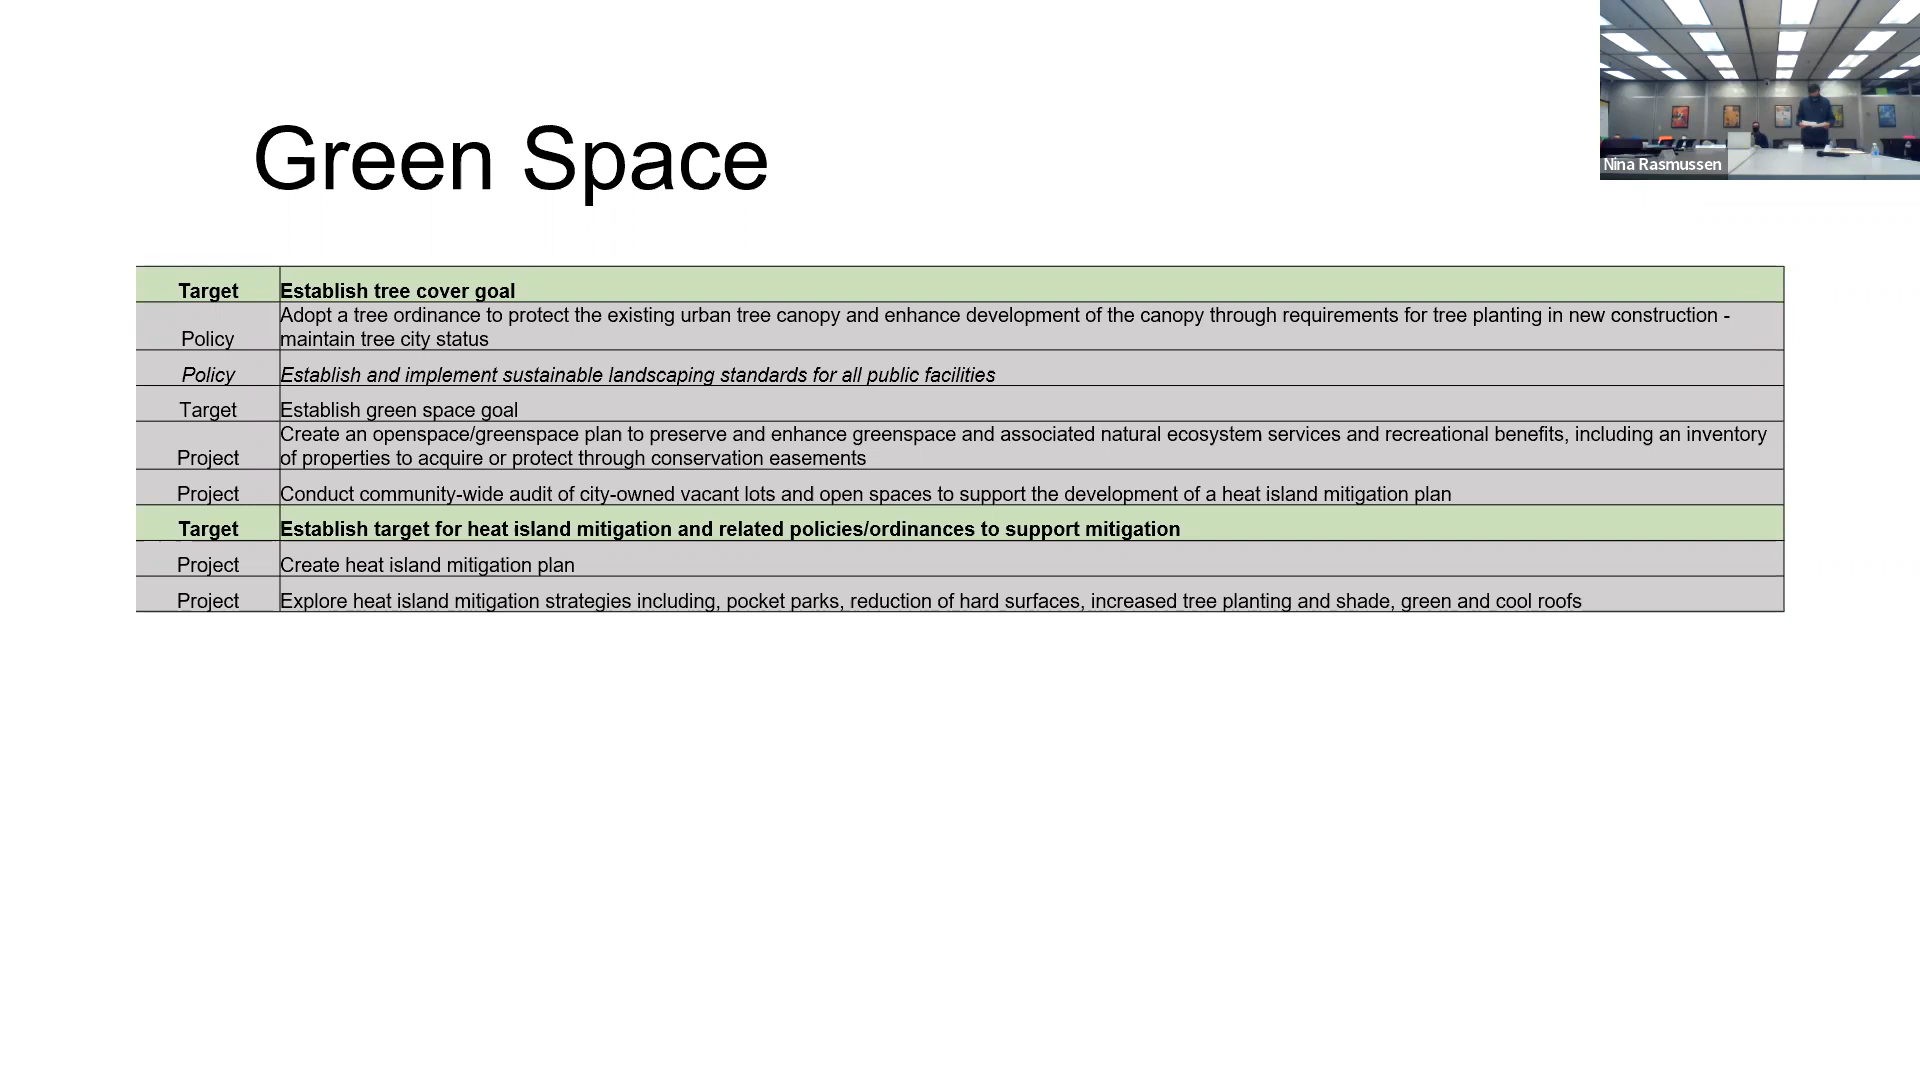 Nina Rasmussen
Green Space
Target Establish tree cover goal
Adopt a tree ordinance to protect the existing urban tree canopy and enhance development of the canopy through requirements for tree planting in new construction -
Policy maintain tree city status
Policy Establish and implement sustainable landscaping standards for all public facilities
Target Establish green space goal
Create an openspace/greenspace plan to preserve and enhance greenspace and associated natural ecosystem services and recreational benefits, including an inventory
Project of properties to acquire or protect through conservation easements
Project Conduct community-wide audit of city-owned vacant lots and open spaces to support the development of a heat island mitigation plan
Target Establish target for heat island mitigation and related policies/ordinances to support mitigation
Project Create heat island mitigation plan
Project Explore heat island mitigation strategies including, pocket parks, reduction of hard surfaces, increased tree planting and shade, green and cool roofs